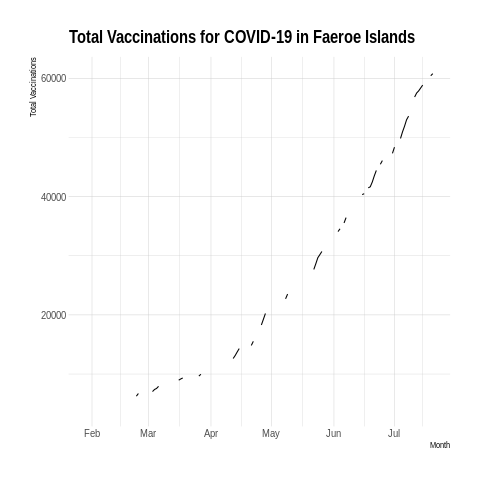 Total Vaccinations for COVID-19 in Faeroe Islands
Total Vaccinations
60000
40000
20000
Feb Mar Apr May Jun Jul
Month